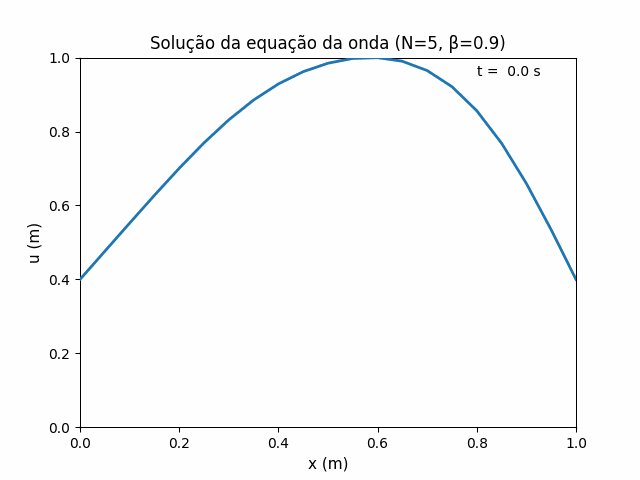 Solução da equação da onda (N=5, β=0.9)
t =  0.0 s
1.0
0.8
0.6
0.4
0.2
0.0
u (m)
0.0 0.2 0.4 0.6 0.8 1.0
x (m)